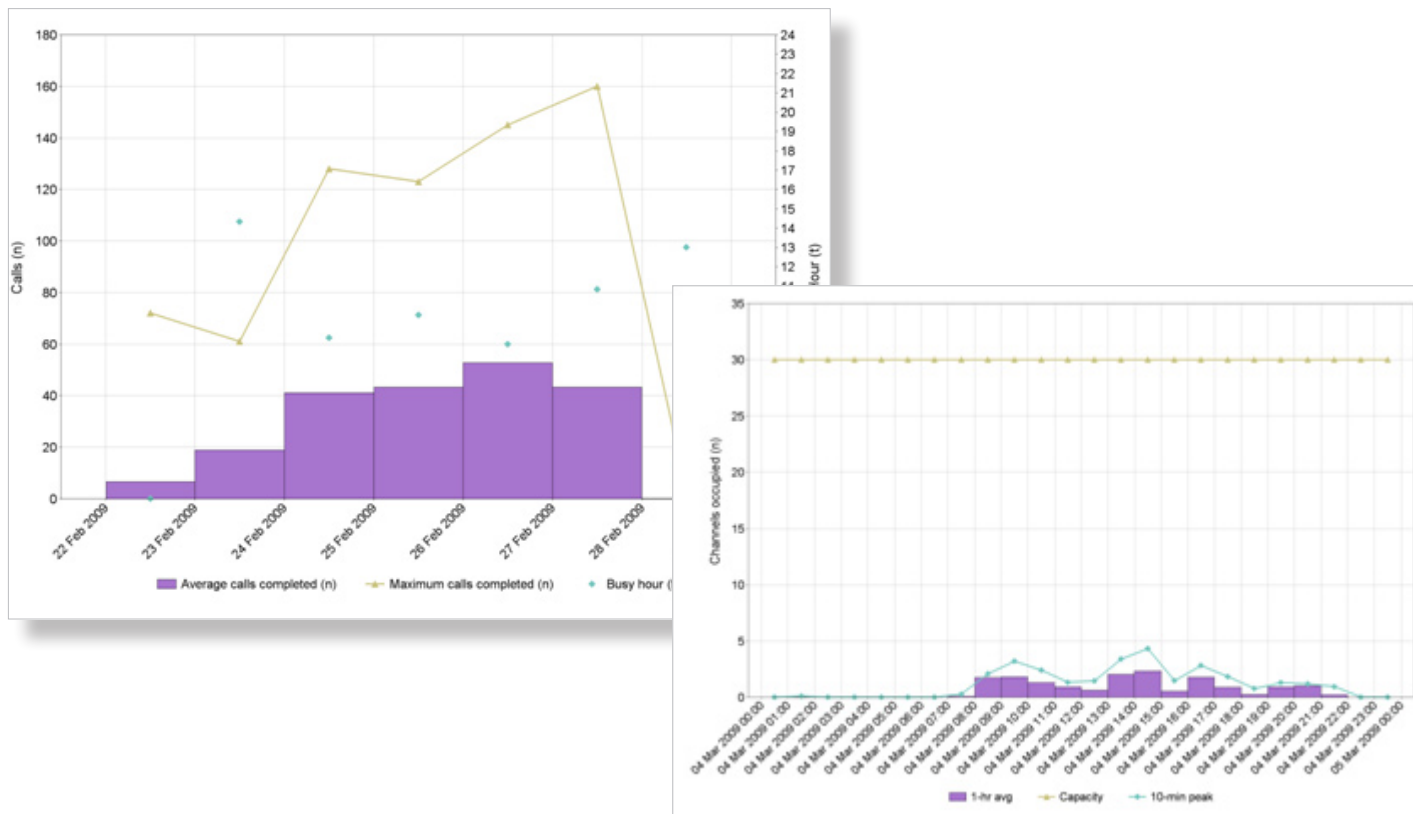 180
160
140
120
100
80
60
40
20
0
Calls (n)
24
23
22
21
20
19
18
17
16
15
14
13
12
22 Feb 2009
23 Feb 2009
24 Feb 2009
25 Feb 2009
26 Feb 2009
27 Feb 2009
28 Feb 2009
Average calls completed (n) Maximum calls completed (n) Busy hour
35
30
25
20
15
10
5
0
Channels occupied (n)
04 Mar 2009 00:00
04 Mar 2009 01:00
04 Mar 2009 02:00
04 Mar 2009 03:00
04 Mar 2009 04:00
04 Mar 2009 05:00
04 Mar 2009 06:00
04 Mar 2009 07:00
04 Mar 2009 08:00
04 Mar 2009 09:00
04 Mar 2009 10:00
04 Mar 2009 11:00
04 Mar 2009 12:00
04 Mar 2009 13:00
04 Mar 2009 14:00
04 Mar 2009 15:00
04 Mar 2009 16:00
04 Mar 2009 17:00
04 Mar 2009 18:00
04 Mar 2009 19:00
04 Mar 2009 20:00
04 Mar 2009 21:00
04 Mar 2009 22:00
04 Mar 2009 23:00
05 Mar 2009 00:00
1-hr avg Capacity 10-min peak